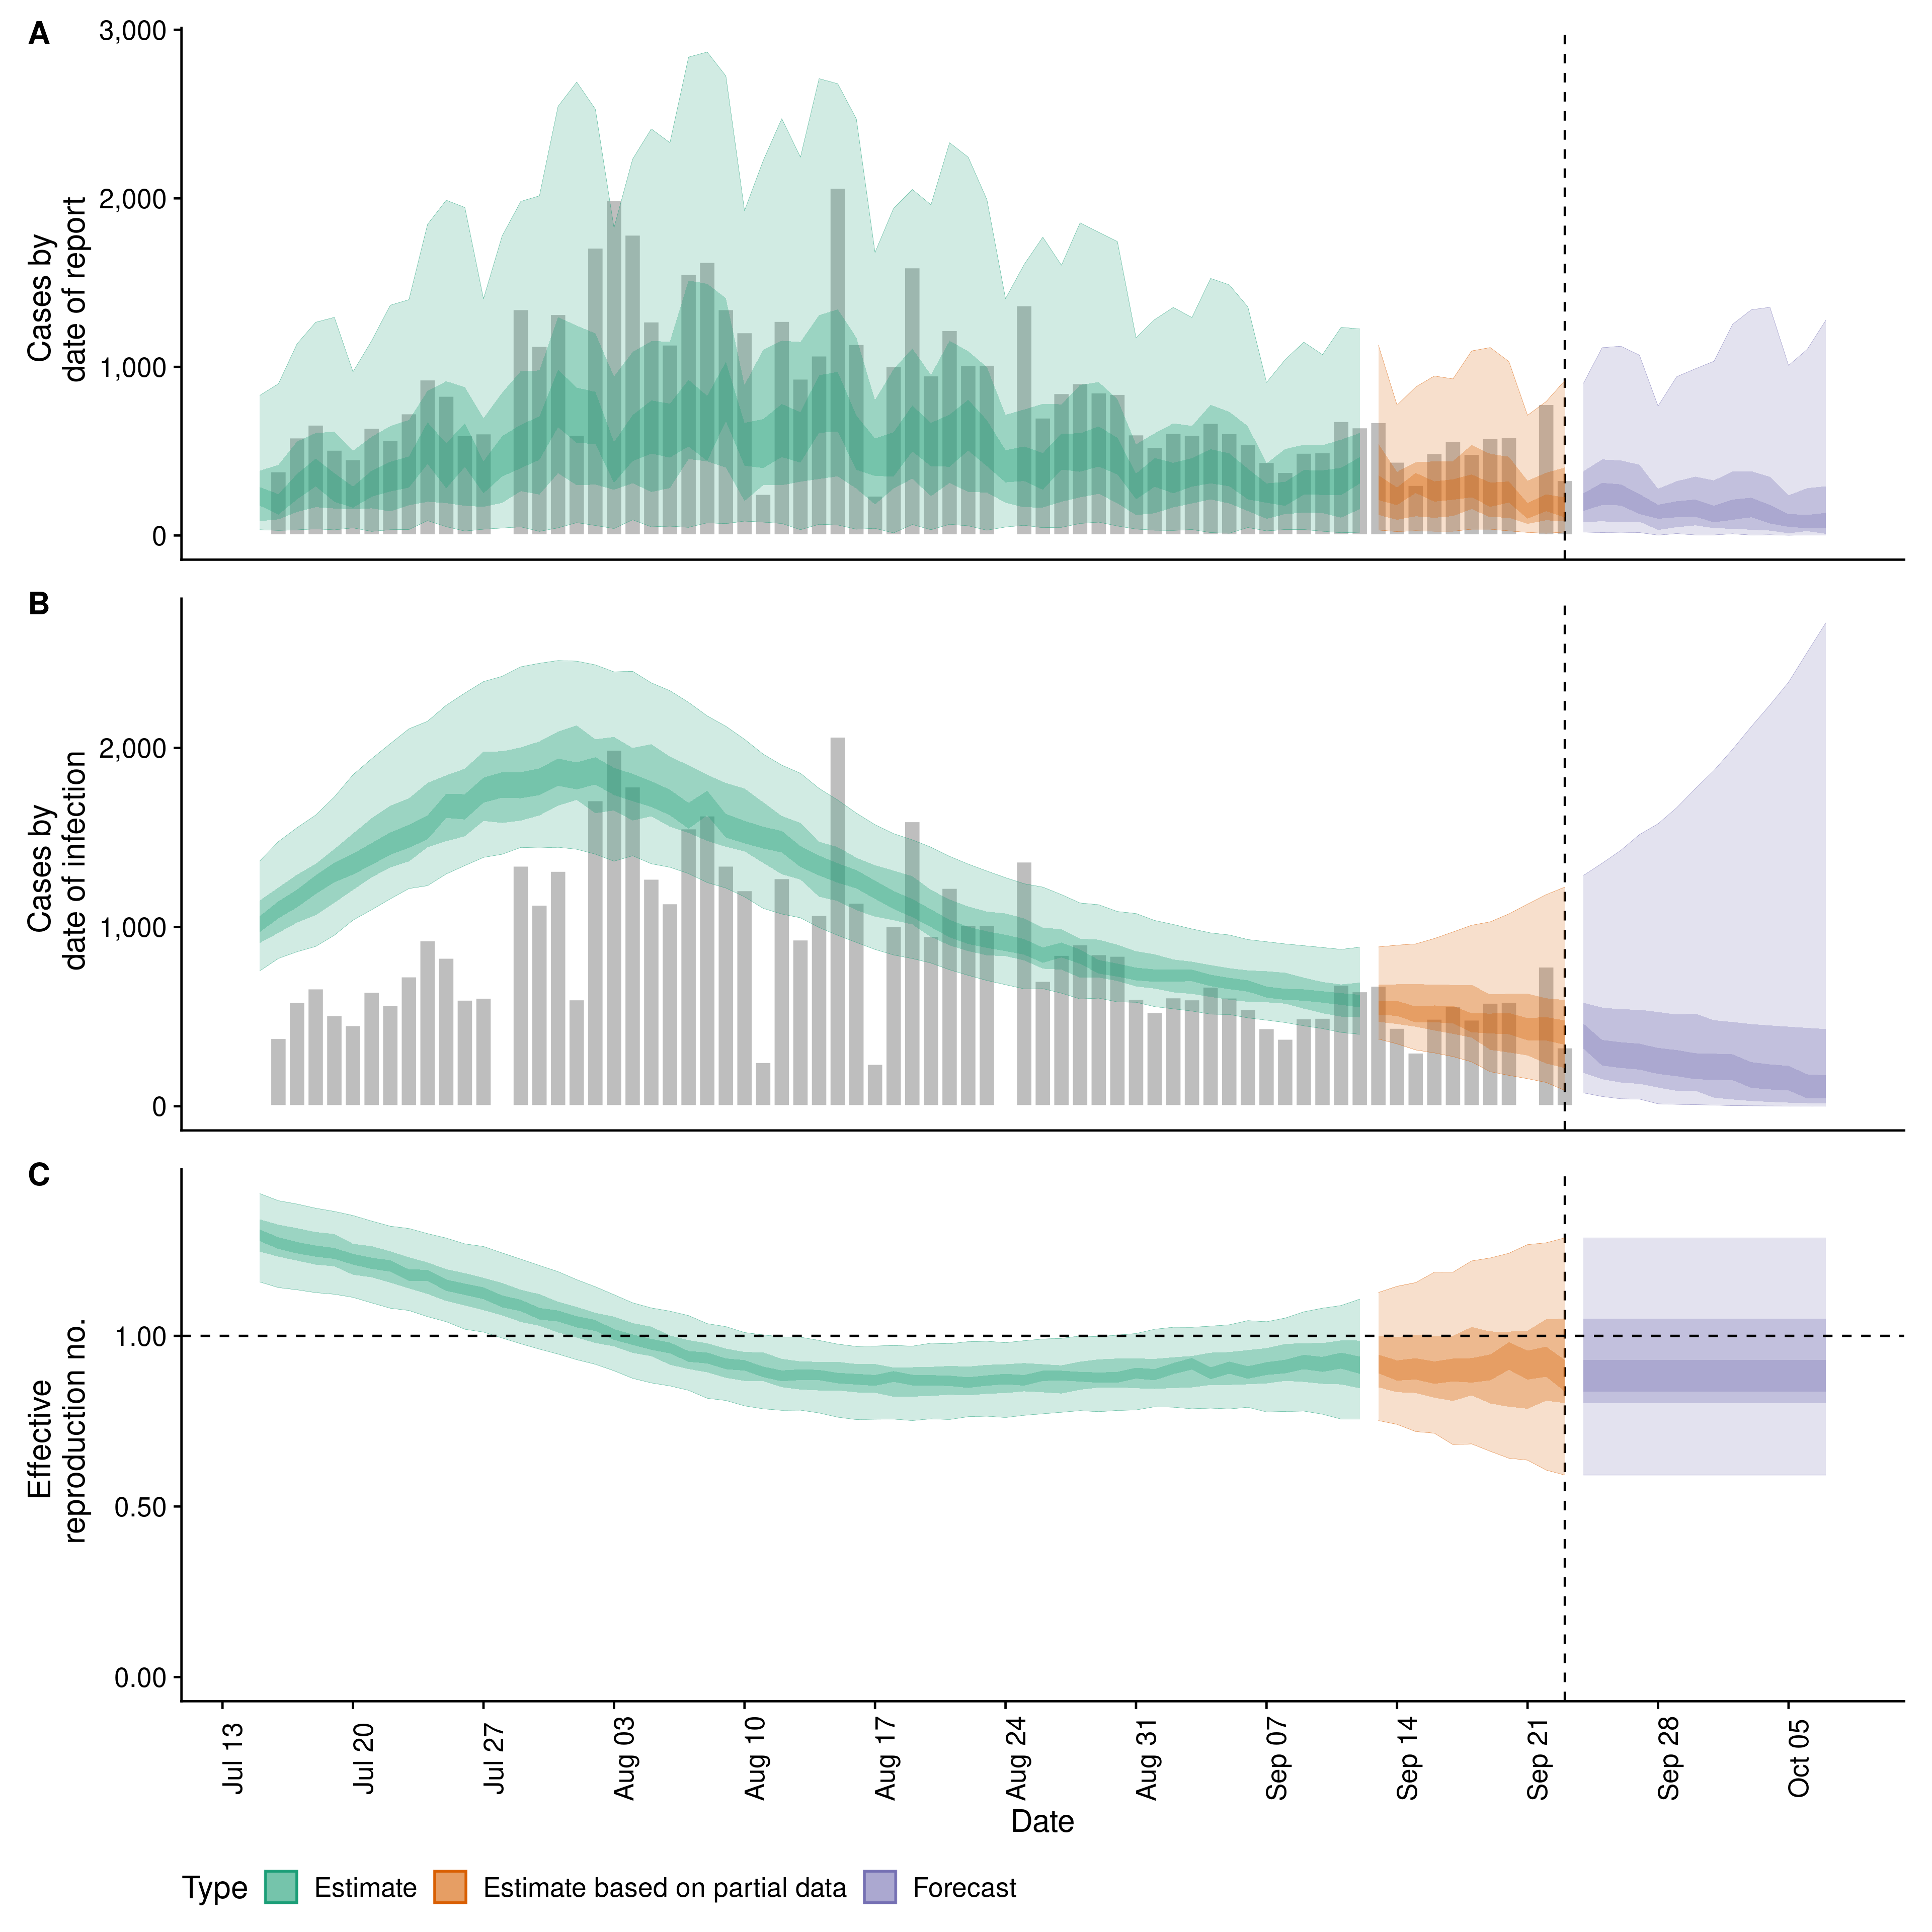 A
3,000
2,000
1,000
0
Cases by
date of report
B
2,000
1,000
0
Cases by
date of infection
C
1.00
0.50
0.00
Effective
reproduction no.
Jul 13
Jul 20
Jul 27
Aug 03
Aug 10
Aug 17
Aug 24
Aug 31
Sep 07
Sep 14
Sep 21
Sep 28
Oct 05
Date
Type Estimate Estimate based on partial data Forecast